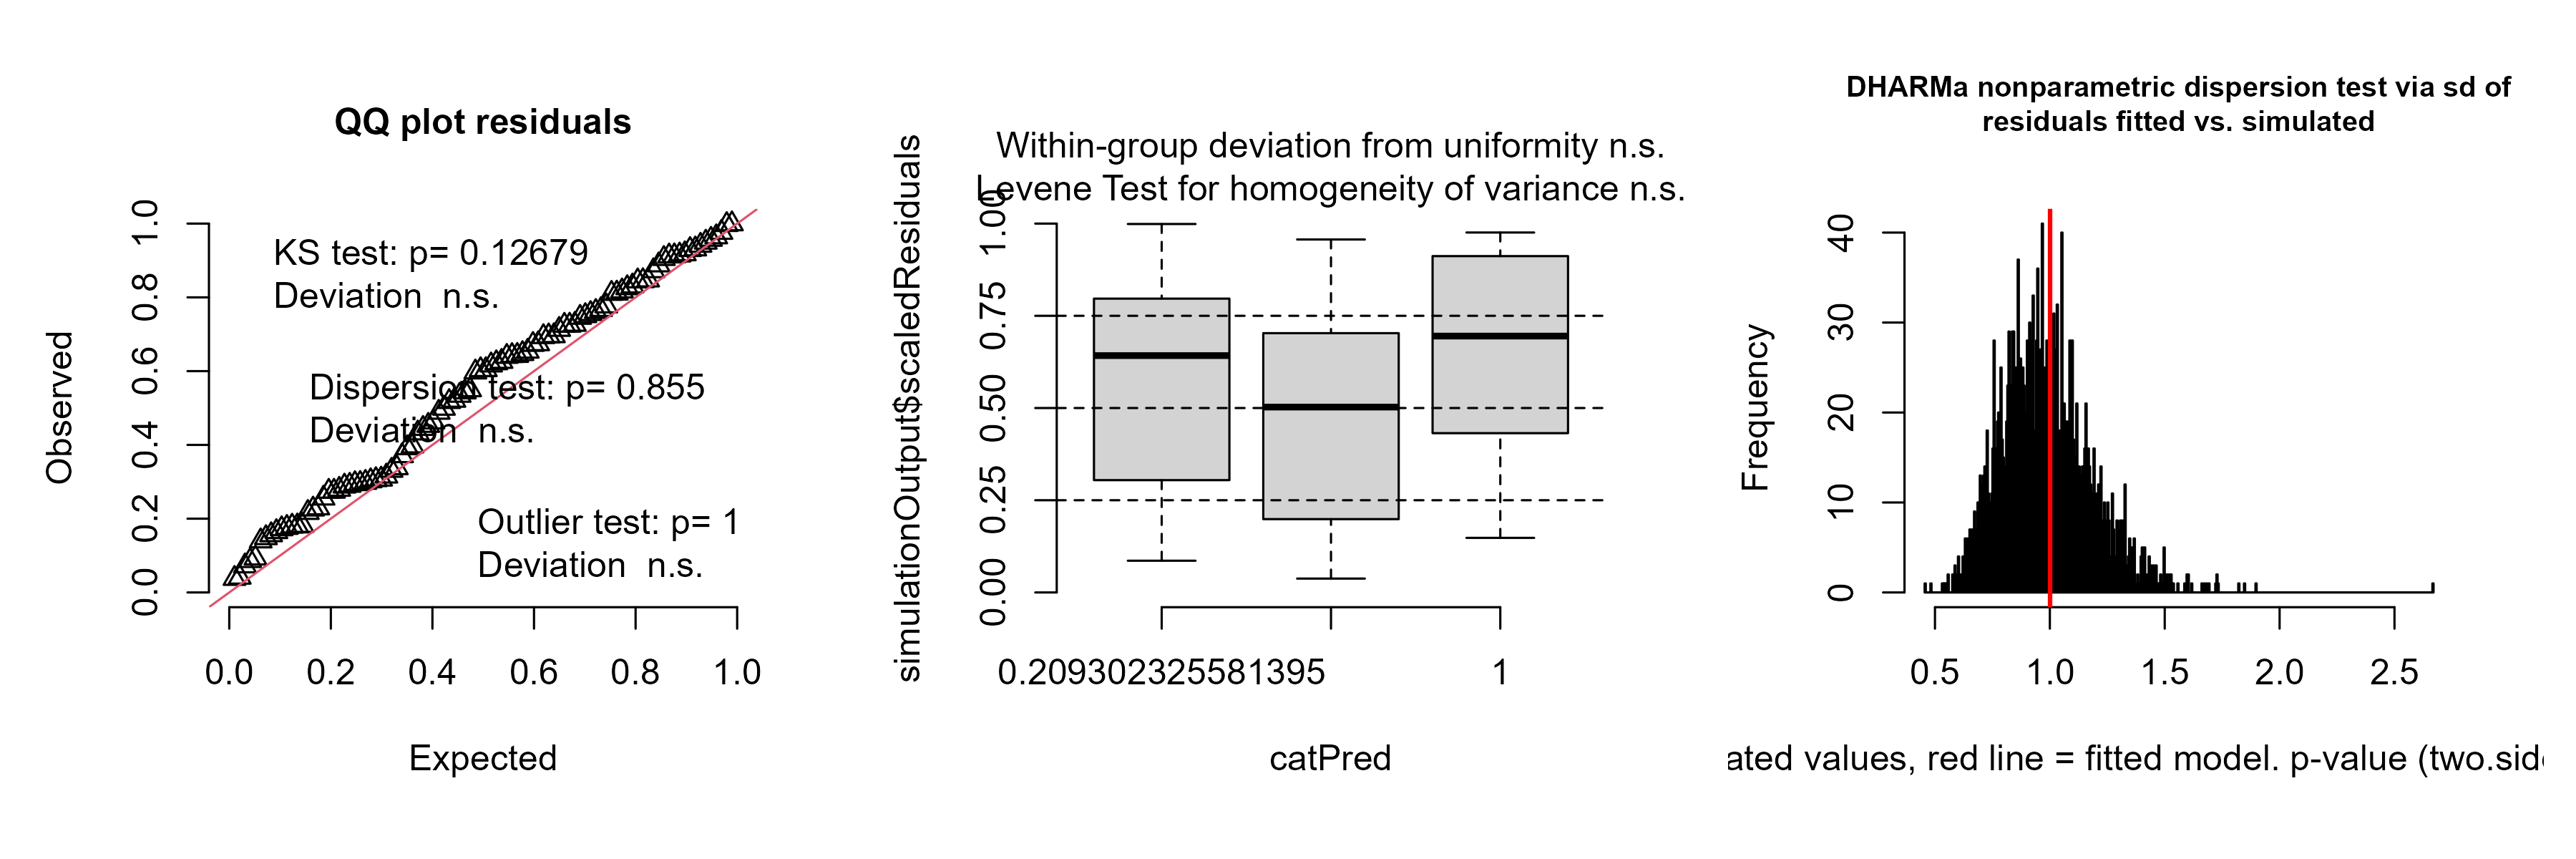 QQ plot residuals
Observed
1.0
0.8
0.6
0.4
0.2
0.0
KS test: p= 0.12679
Deviation n.s.
Dispersion test: p= 0.855
Deviation n.s.
Outlier test: p= 1
Deviation n.s.
0.0 0.2 0.4 0.6 0.8 1.0
Expected
Within-group deviation from uniformity n.s.
Levene Test for homogeneity of variance n.s.
simulationOutput$scaledResiduals
1.00
0.75
0.50
0.25
0.00
0.209302325581395 1
catPred
DHARMa nonparametric dispersion test via sd of
residuals fitted vs. simulated
Frequency
40
30
20
10
0
0.5 1.0 1.5 2.0 2.5
ated values, red line = fitted model. p-value (two.sid